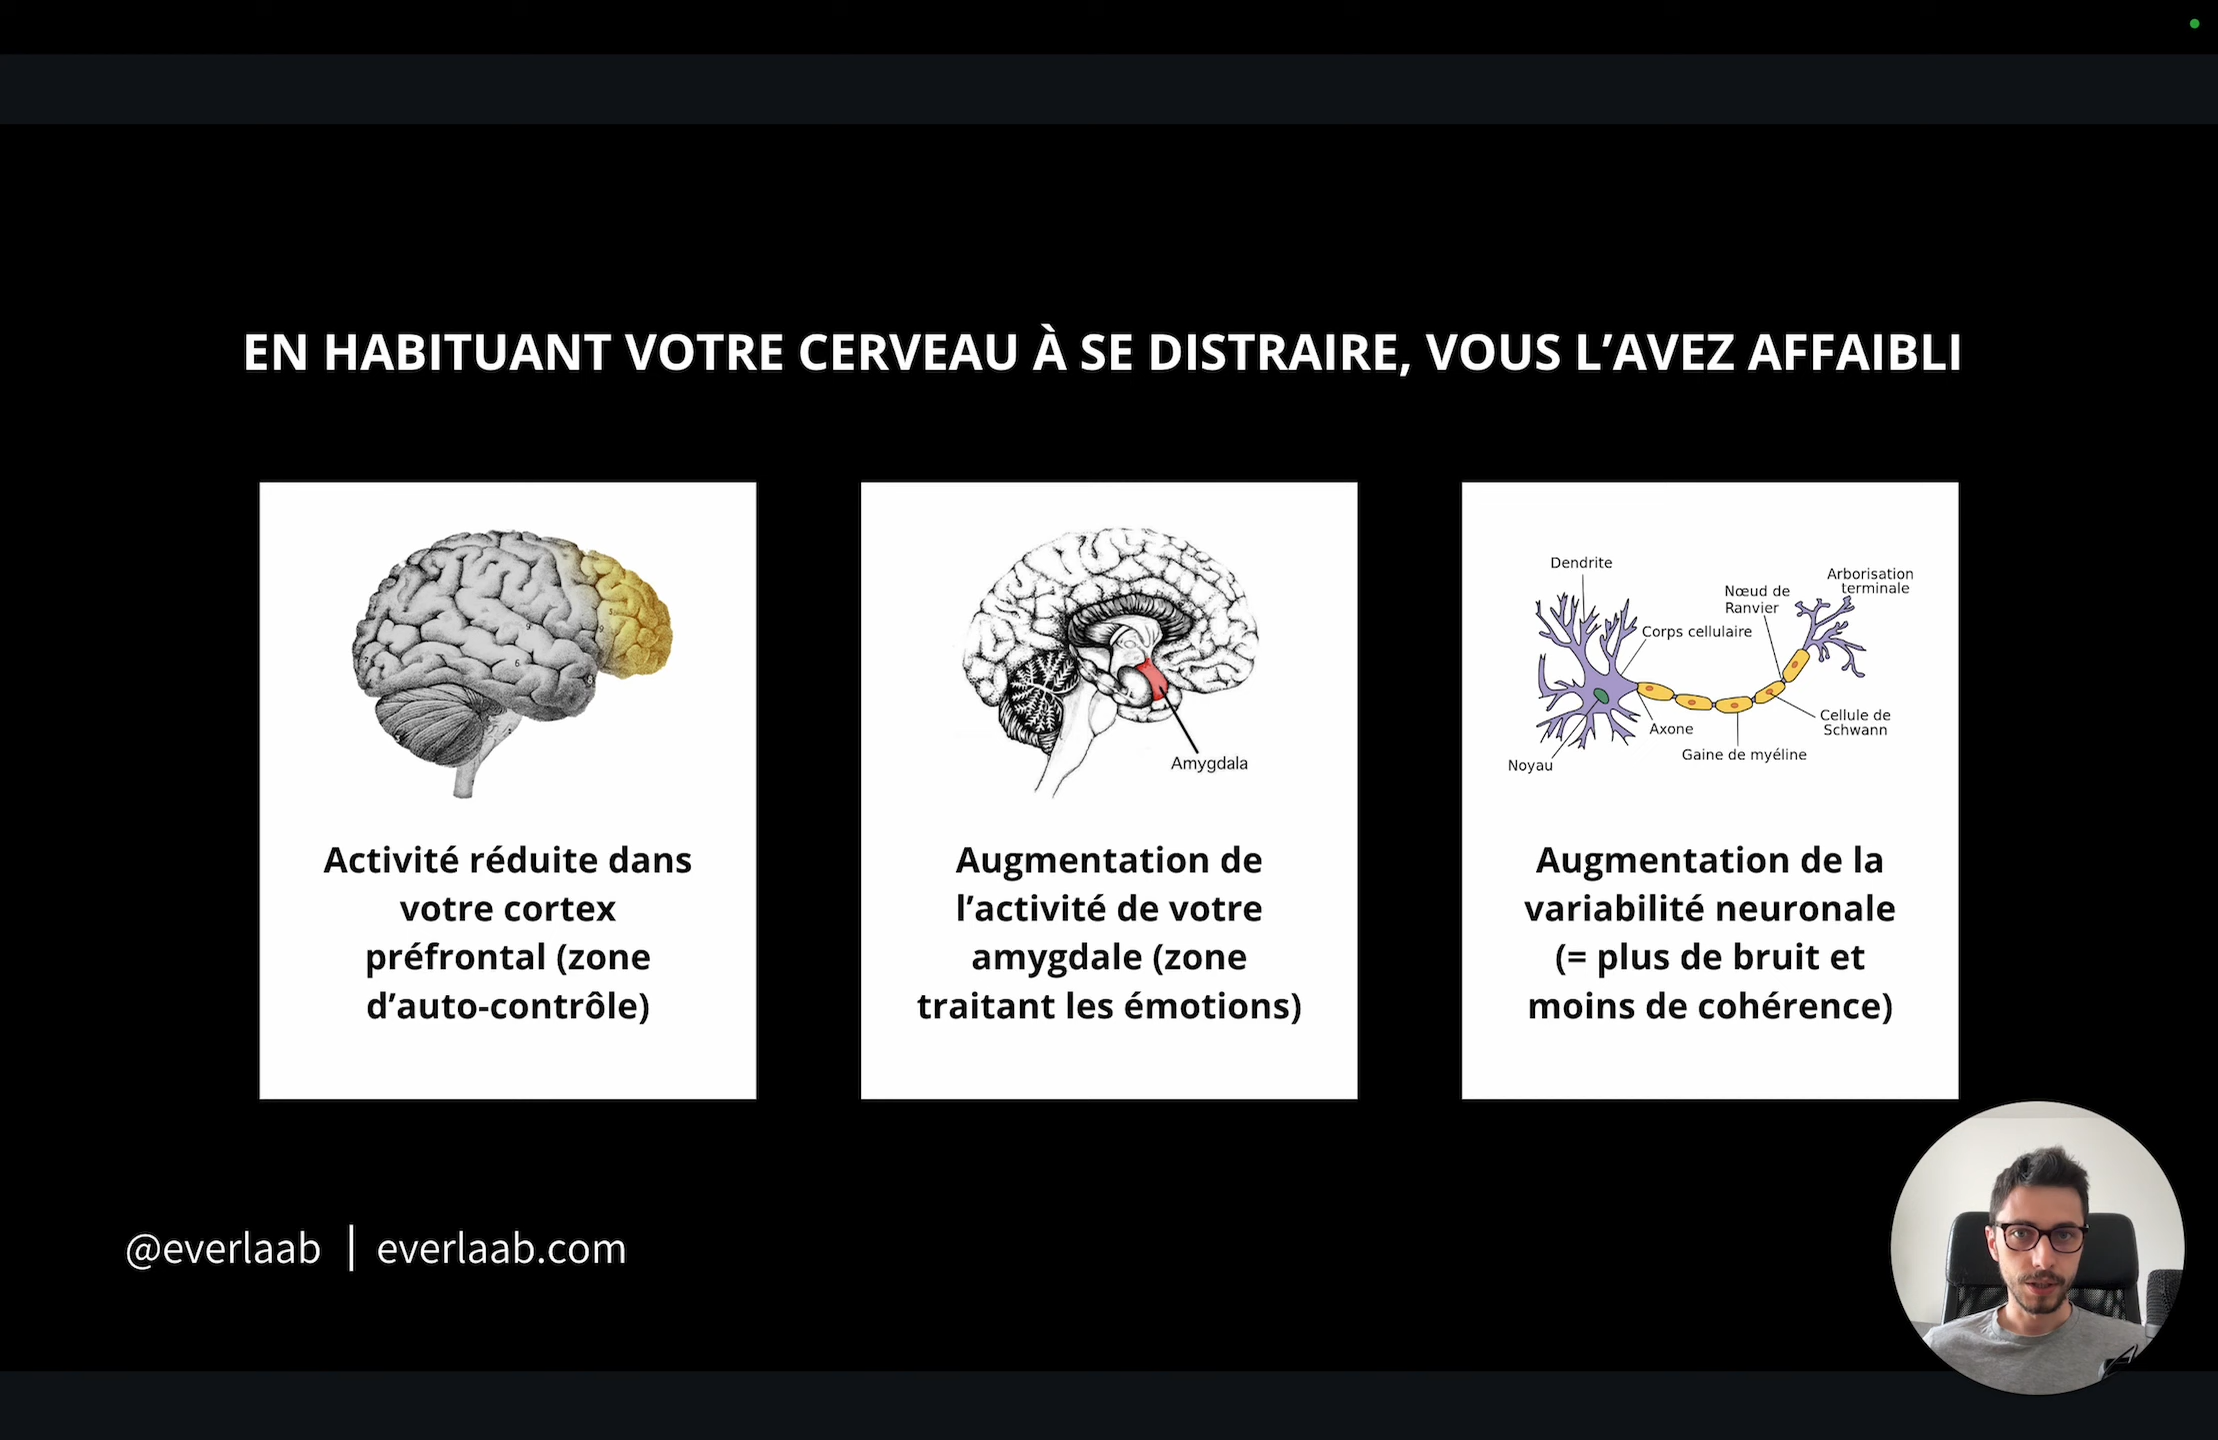 EN HABITUANT VOTRE CERVEAU À SE DISTRAIRE, VOUS L’AVEZ AFFAIBLI
Amygdala
Dendrite
Nœud de
Ranvier
Arborisation
terminale
Corps cellulaire
Axone
Gaine de myéline
Cellule de
Schwann
Noyau
Activité réduite dans
votre cortex
préfrontal (zone
d’auto-contrôle)
Augmentation de
l’activité de votre
amygdale (zone
traitant les émotions)
Augmentation de la
variabilité neuronale
(= plus de bruit et
moins de cohérence)
@everlaab | everlaab.com